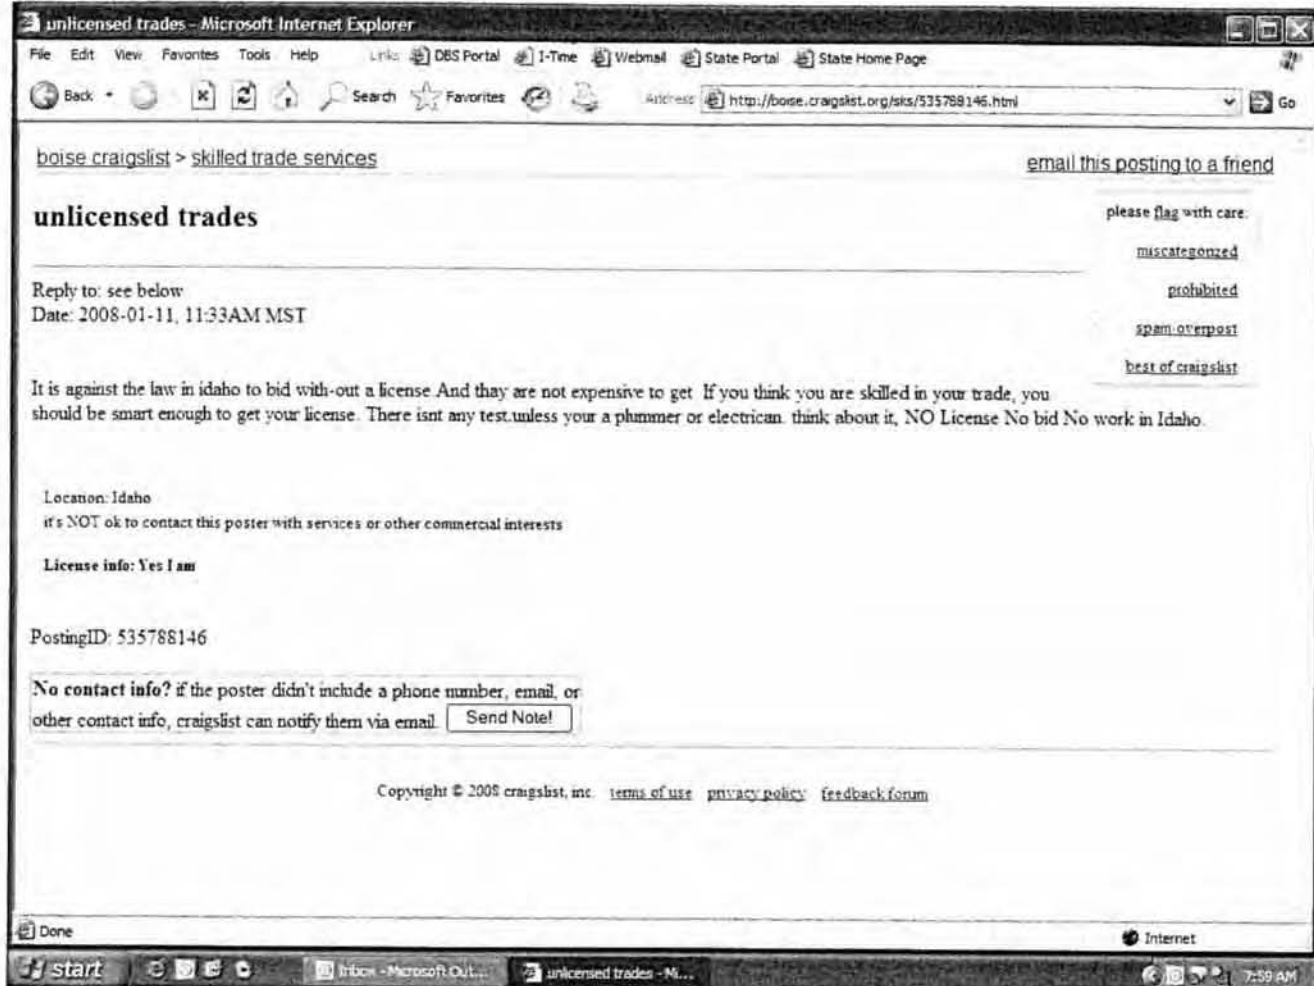 unlicensed trades - Microsoft Internet Explorer
File Edit View Favorites Tools Help Links DBS Portal I-Time Webmail State Portal State Home Page
Back Search Favorites Address http://boise.craigslist.org/sks/535788146.html Go
boise craigslist > skilled trade services
email this posting to a friend
unlicensed trades
please flag with care:
miscategorized
prohibited
spam/overpost
best of craigslist
Reply to: see below
Date: 2008-01-11, 11:33AM MST
It is against the law in idaho to bid with-out a license.And thay are not expensive to get. If you think you are skilled in your trade, you
should be smart enough to get your license. There isnt any test.unless your a plummer or electrican. think about it, NO License No bid No work in Idaho.
Location: Idaho
it's NOT ok to contact this poster with services or other commercial interests
License info: Yes I am
PostingID: 535788146
No contact info? if the poster didn't include a phone number, email, or
other contact info, craigslist can notify them via email. Send Note!
Copyright © 2008 craigslist, inc. terms of use privacy policy feedback forum
Done
Internet
start Inbox - Microsoft Out... unlicensed trades - Mi... 7:59 AM